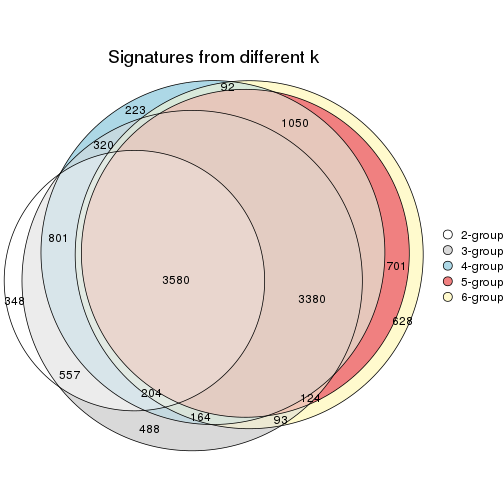 Signatures from different k
92
223
1050
320
801
701
3580
3380
348
628
557
204
124
164
93
488
2-group
3-group
4-group
5-group
6-group